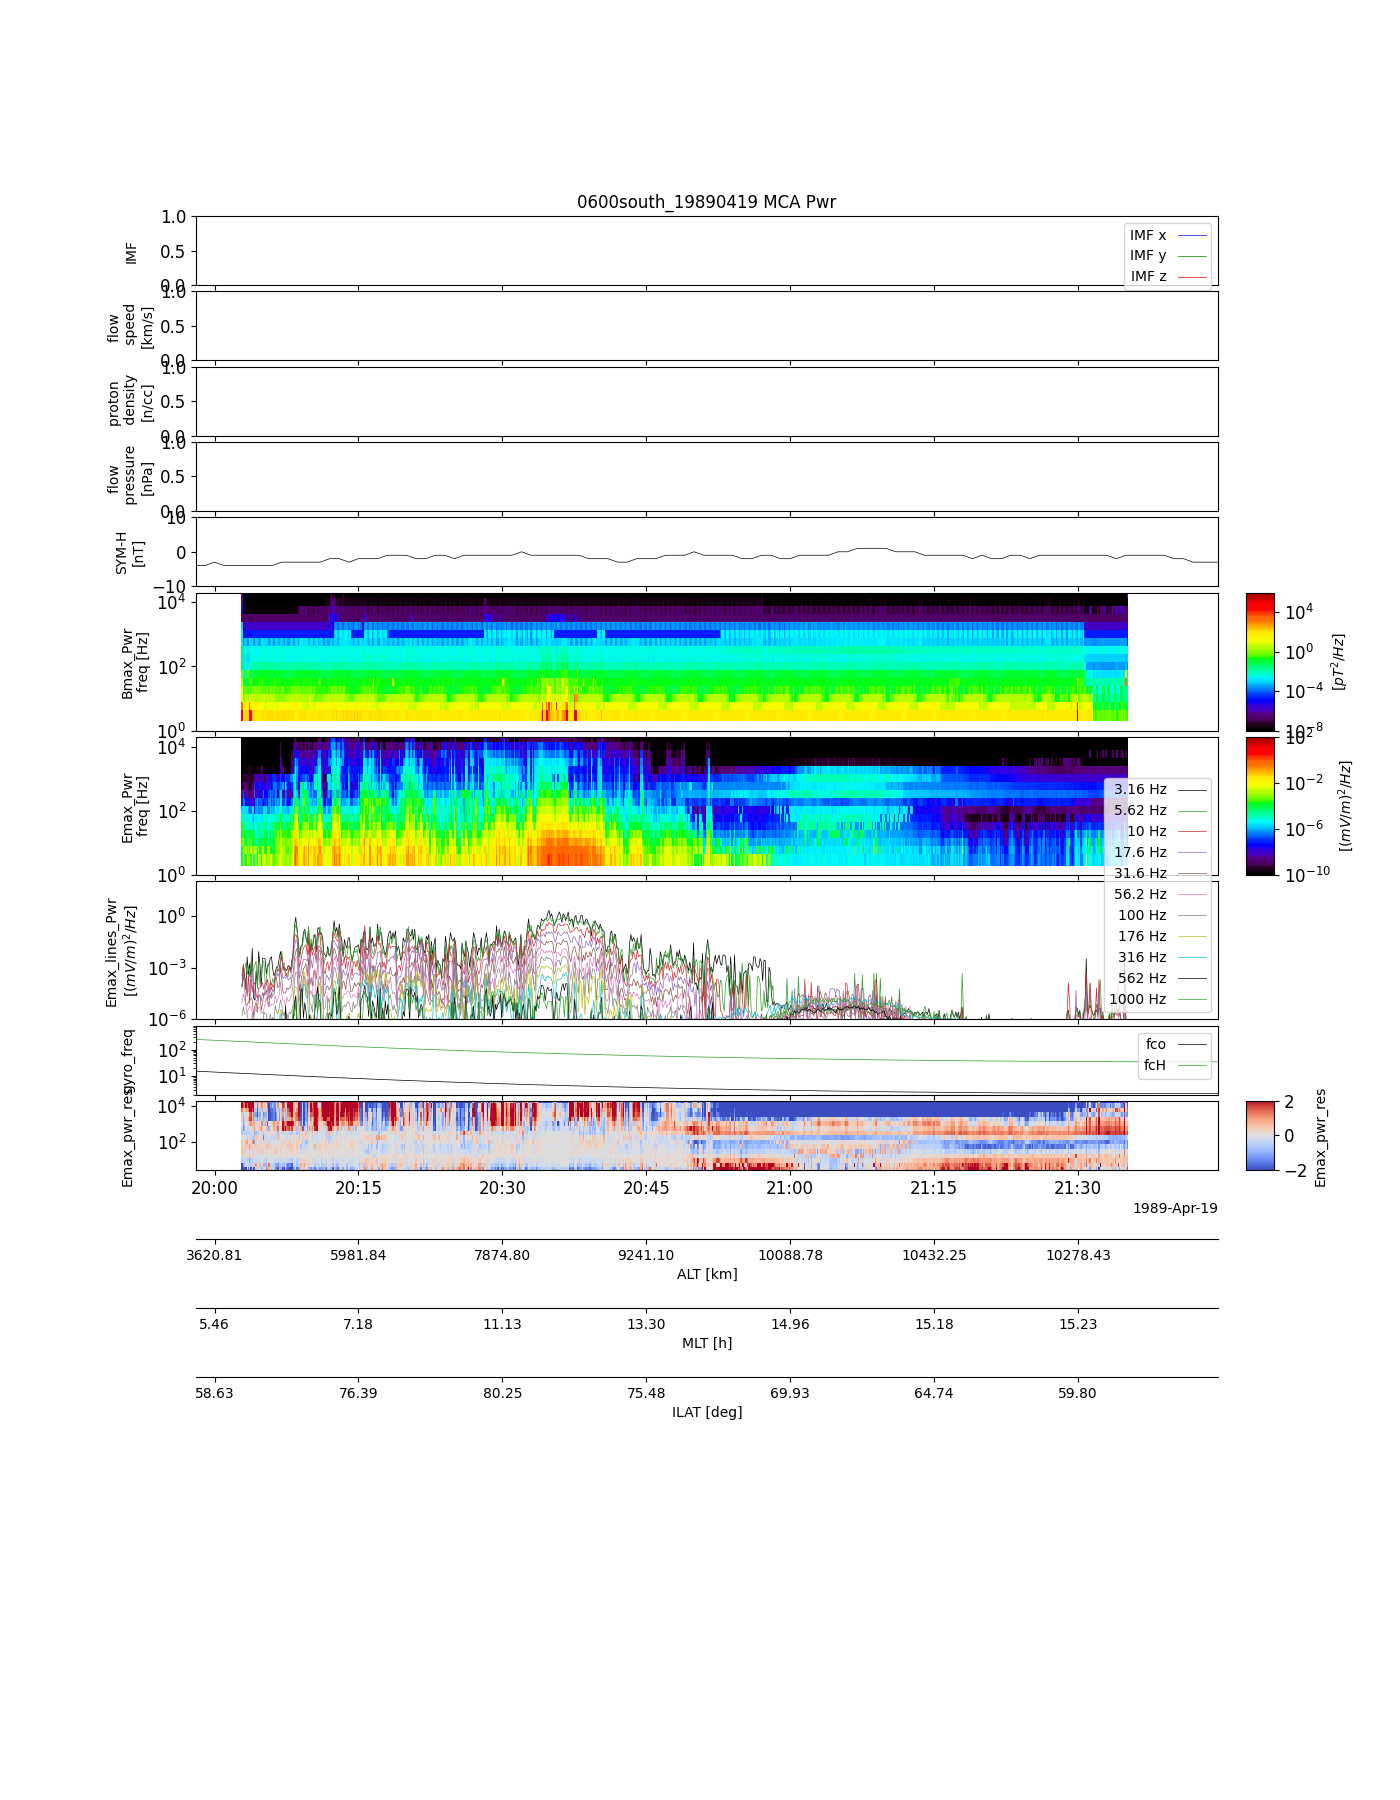 0600south_19890419 MCA Pwr
1.0
0.5
0.0
IMF
IMF x
IMF y
IMF z
1.0
0.5
0.0
flow
speed
[km/s]
1.0
0.5
0.0
proton
density
[n/cc]
1.0
0.5
0.0
flow
pressure
[nPa]
10
0
−10
SYM-H
[nT]
10^4
10^2
10^0
Bmax_Pwr
freq [Hz]
10^4
10^0
10^−4
10^−8
[pT^2/Hz]
10^4
10^2
10^0
Emax_Pwr
freq [Hz]
10^2
10^−2
10^−6
10^−10
[(mV/m)^2/Hz]
3.16 Hz
5.62 Hz
10 Hz
17.6 Hz
31.6 Hz
56.2 Hz
100 Hz
176 Hz
316 Hz
562 Hz
1000 Hz
10^0
10^−3
10^−6
Emax_lines_Pwr
[(mV/m)^2/Hz]
10^2
10^1
gyro_freq
fco
fcH
10^4
10^2
Emax_pwr_res
2
0
−2
Emax_pwr_res
20:00 20:15 20:30 20:45 21:00 21:15 21:30
1989-Apr-19
3620.81 5981.84 7874.80 9241.10 10088.78 10432.25 10278.43
ALT [km]
5.46 7.18 11.13 13.30 14.96 15.18 15.23
MLT [h]
58.63 76.39 80.25 75.48 69.93 64.74 59.80
ILAT [deg]